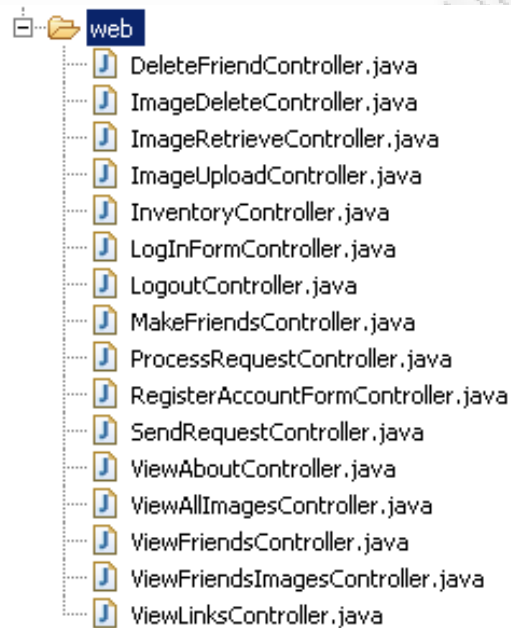 web
DeleteFriendController.java
ImageDeleteController.java
ImageRetrieveController.java
ImageUploadController.java
InventoryController.java
LogInFormController.java
LogoutController.java
MakeFriendsController.java
ProcessRequestController.java
RegisterAccountFormController.java
SendRequestController.java
ViewAboutController.java
ViewAllImagesController.java
ViewFriendsController.java
ViewFriendsImagesController.java
ViewLinksController.java